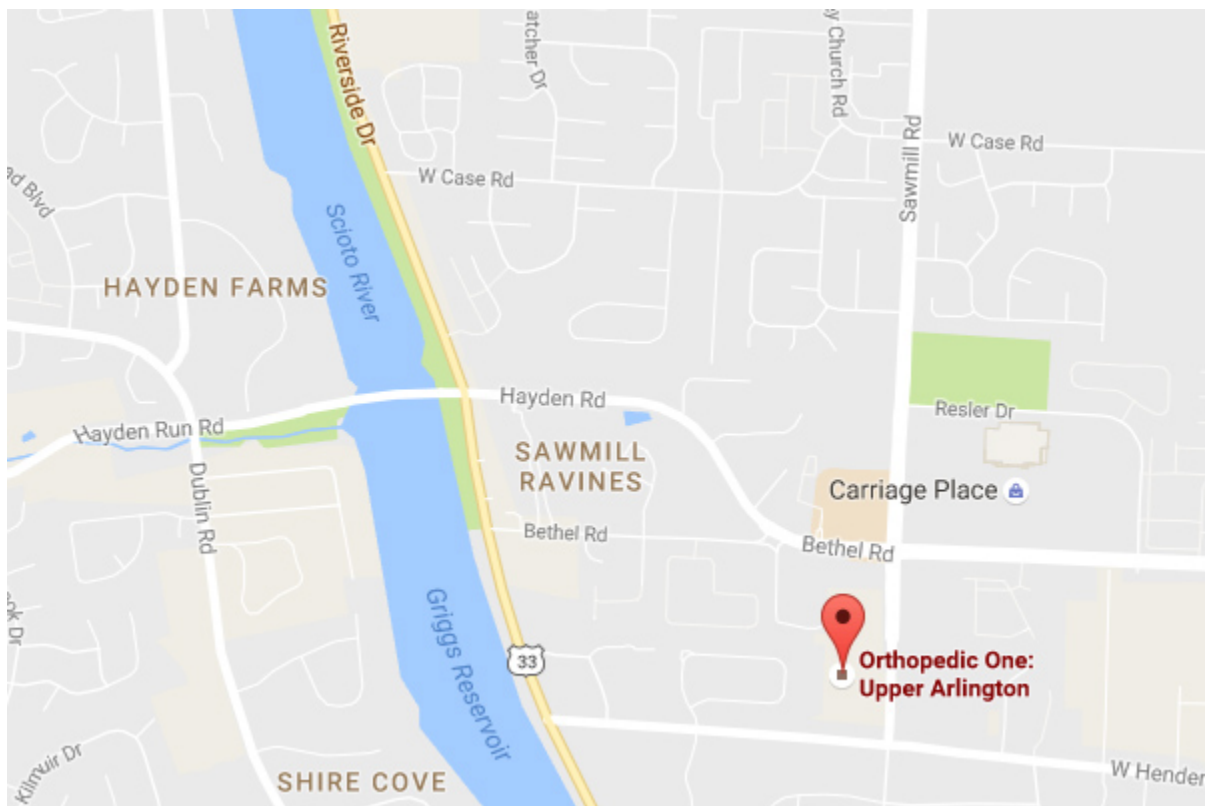 Riverside Dr
W Case Rd
W Case Rd
Sawmill Rd
Church Rd
Blvd
Scioto River
HAYDEN FARMS
Hayden Rd
Resler Dr
Hayden Run Rd
SAWMILL
RAVINES
Carriage Place
Dublin Rd
Bethel Rd
Bethel Rd
Griggs Reservoir
33
Orthopedic One:
Upper Arlington
Kilmuir Dr
SHIRE COVE
W Hender